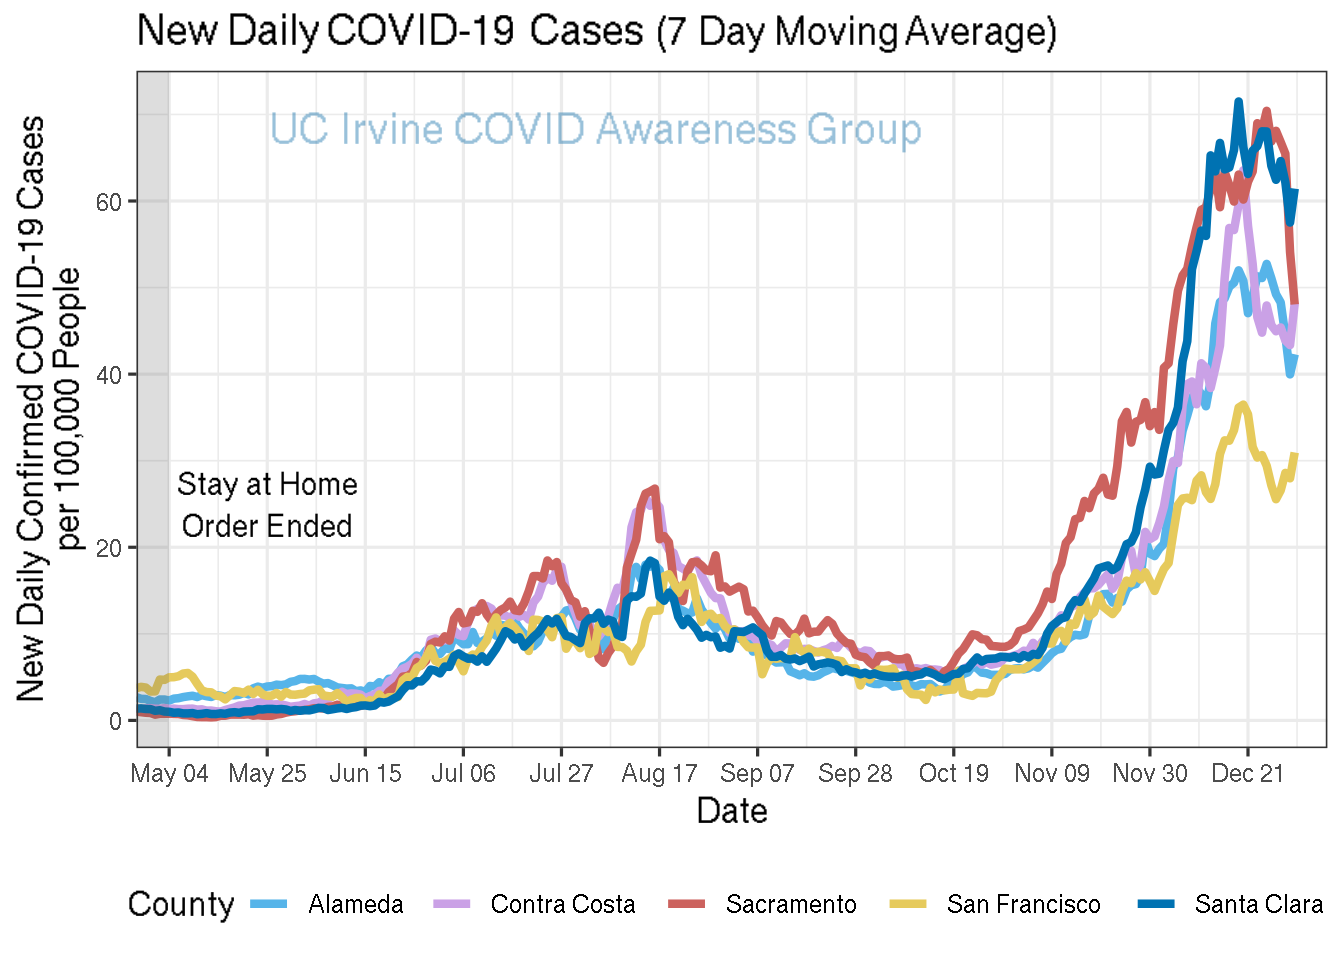 New Daily COVID-19 Cases (7 Day Moving Average)
UC Irvine COVID Awareness Group
New Daily Confirmed COVID-19 Cases
per 100,000 People
60
40
20
0
Stay at Home
Order Ended
May 04 May 25 Jun 15 Jul 06 Jul 27 Aug 17 Sep 07 Sep 28 Oct 19 Nov 09 Nov 30 Dec 21
Date
County Alameda Contra Costa Sacramento San Francisco Santa Clara